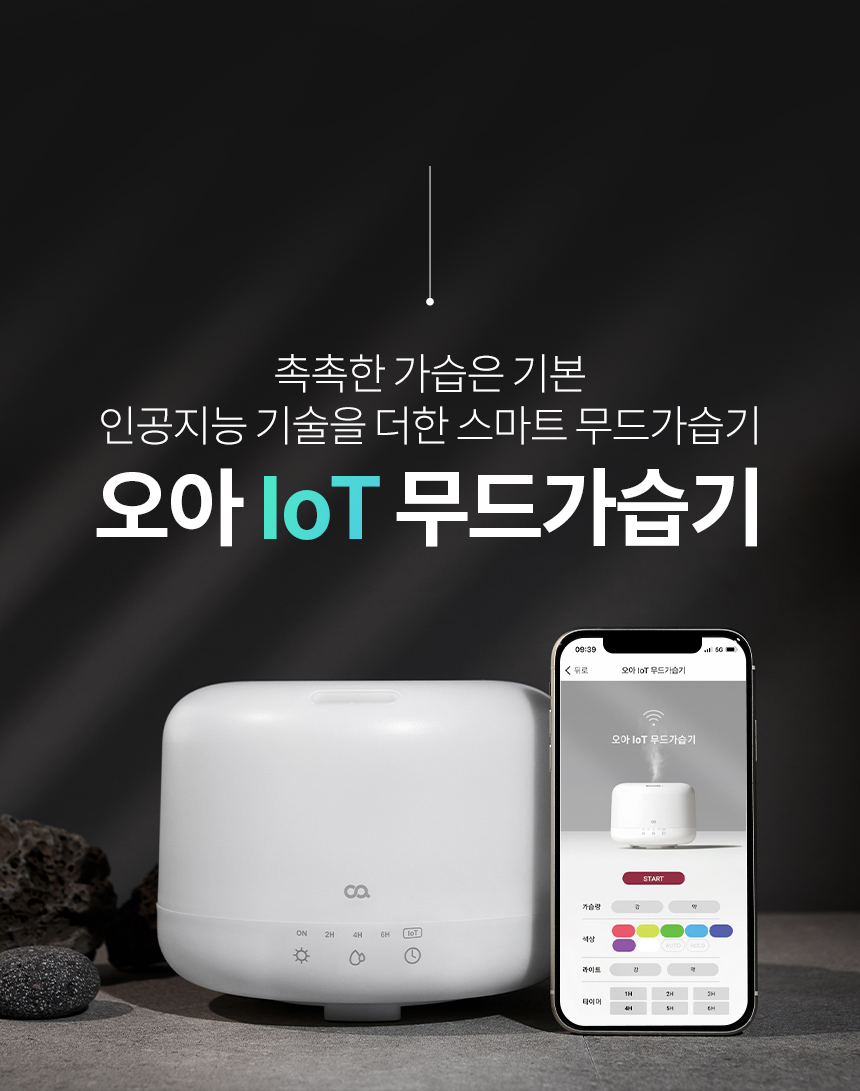 촉촉한 가습은 기본
인공지능 기술을 더한 스마트 무드가습기
오아 IoT 무드가습기
09:39 5G
뒤로 오아 IoT 무드가습기
오아 IoT 무드가습기
START
가습량 강 약
색상
AUTO HOLD
라이트 강 약
타이머 1H 2H 3H
4H 5H 6H
oa
ON 2H 4H 6H IoT